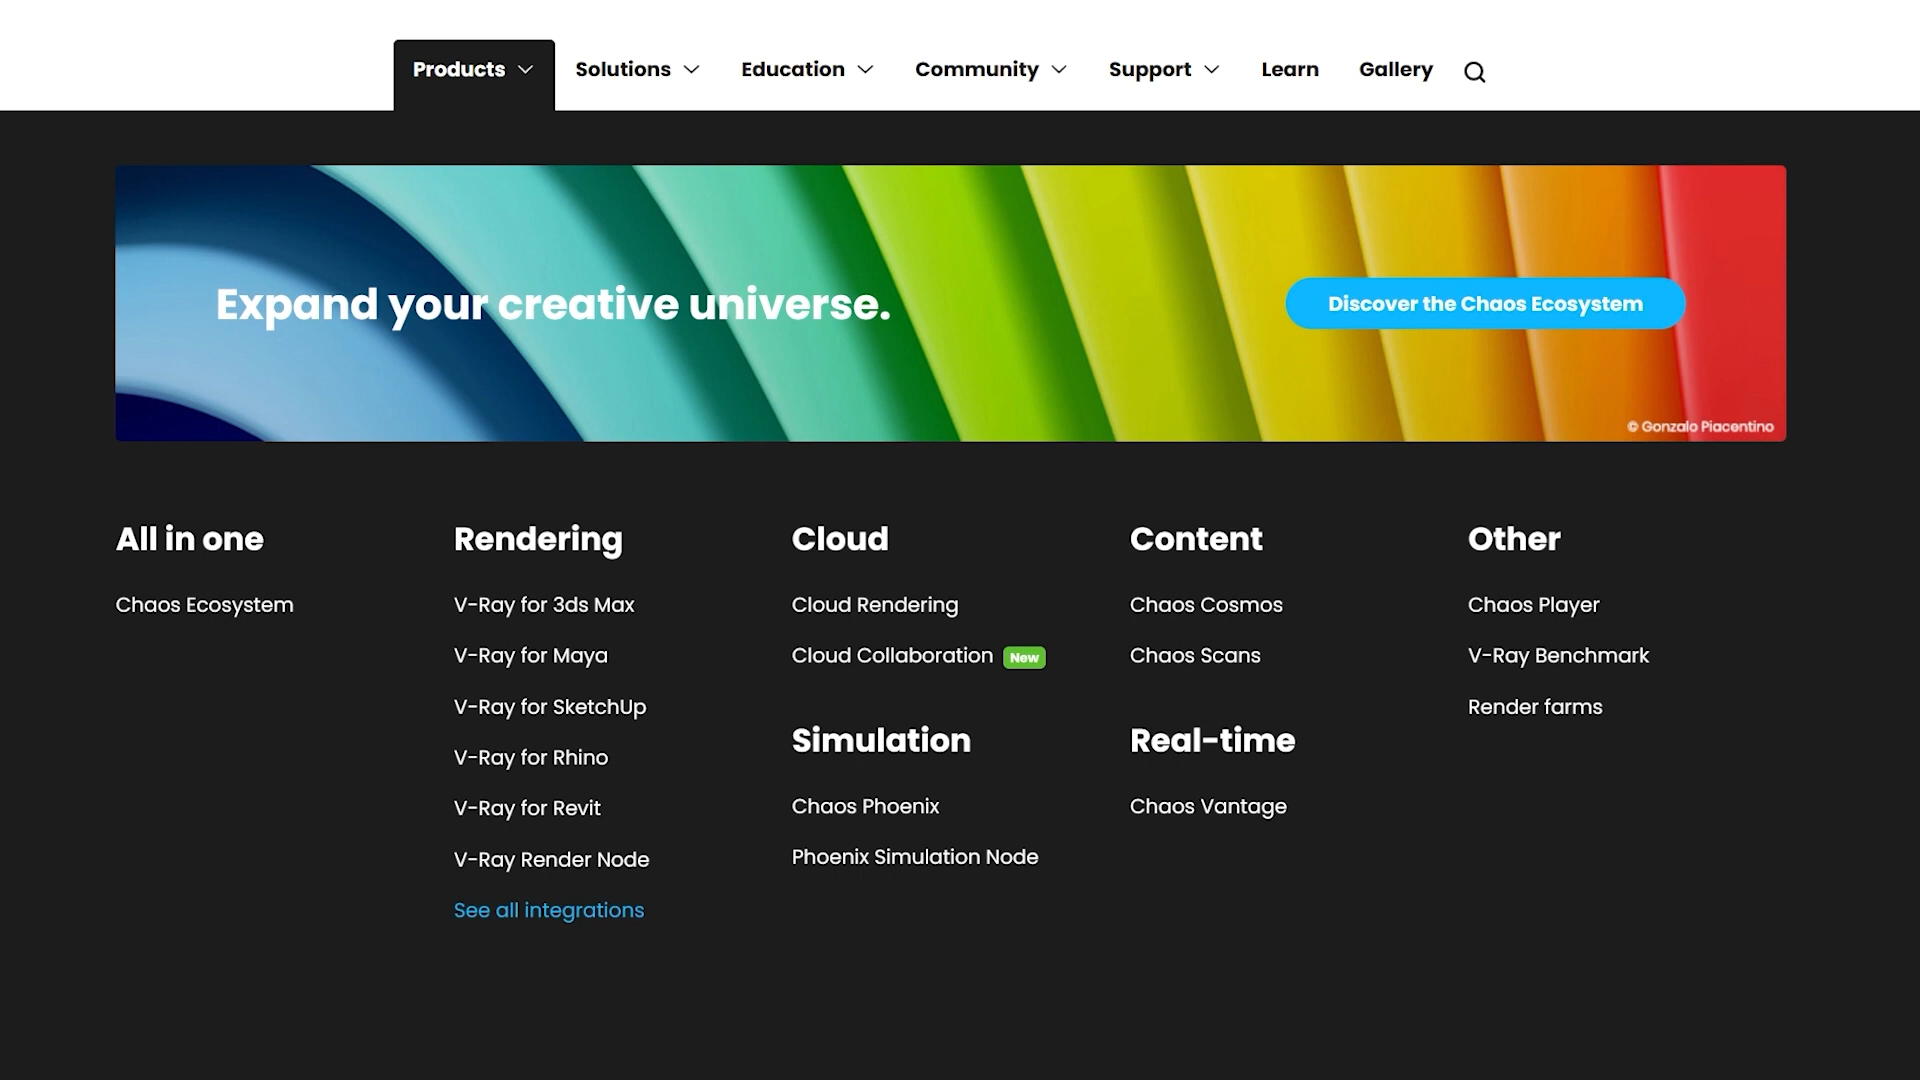 Products Solutions Education Community Support Learn Gallery
Expand your creative universe.
Discover the Chaos Ecosystem
© Gonzalo Piacentino
All in one
Chaos Ecosystem
Rendering
V-Ray for 3ds Max
V-Ray for Maya
V-Ray for SketchUp
V-Ray for Rhino
V-Ray for Revit
V-Ray Render Node
See all integrations
Cloud
Cloud Rendering
Cloud Collaboration New
Simulation
Chaos Phoenix
Phoenix Simulation Node
Content
Chaos Cosmos
Chaos Scans
Real-time
Chaos Vantage
Other
Chaos Player
V-Ray Benchmark
Render farms